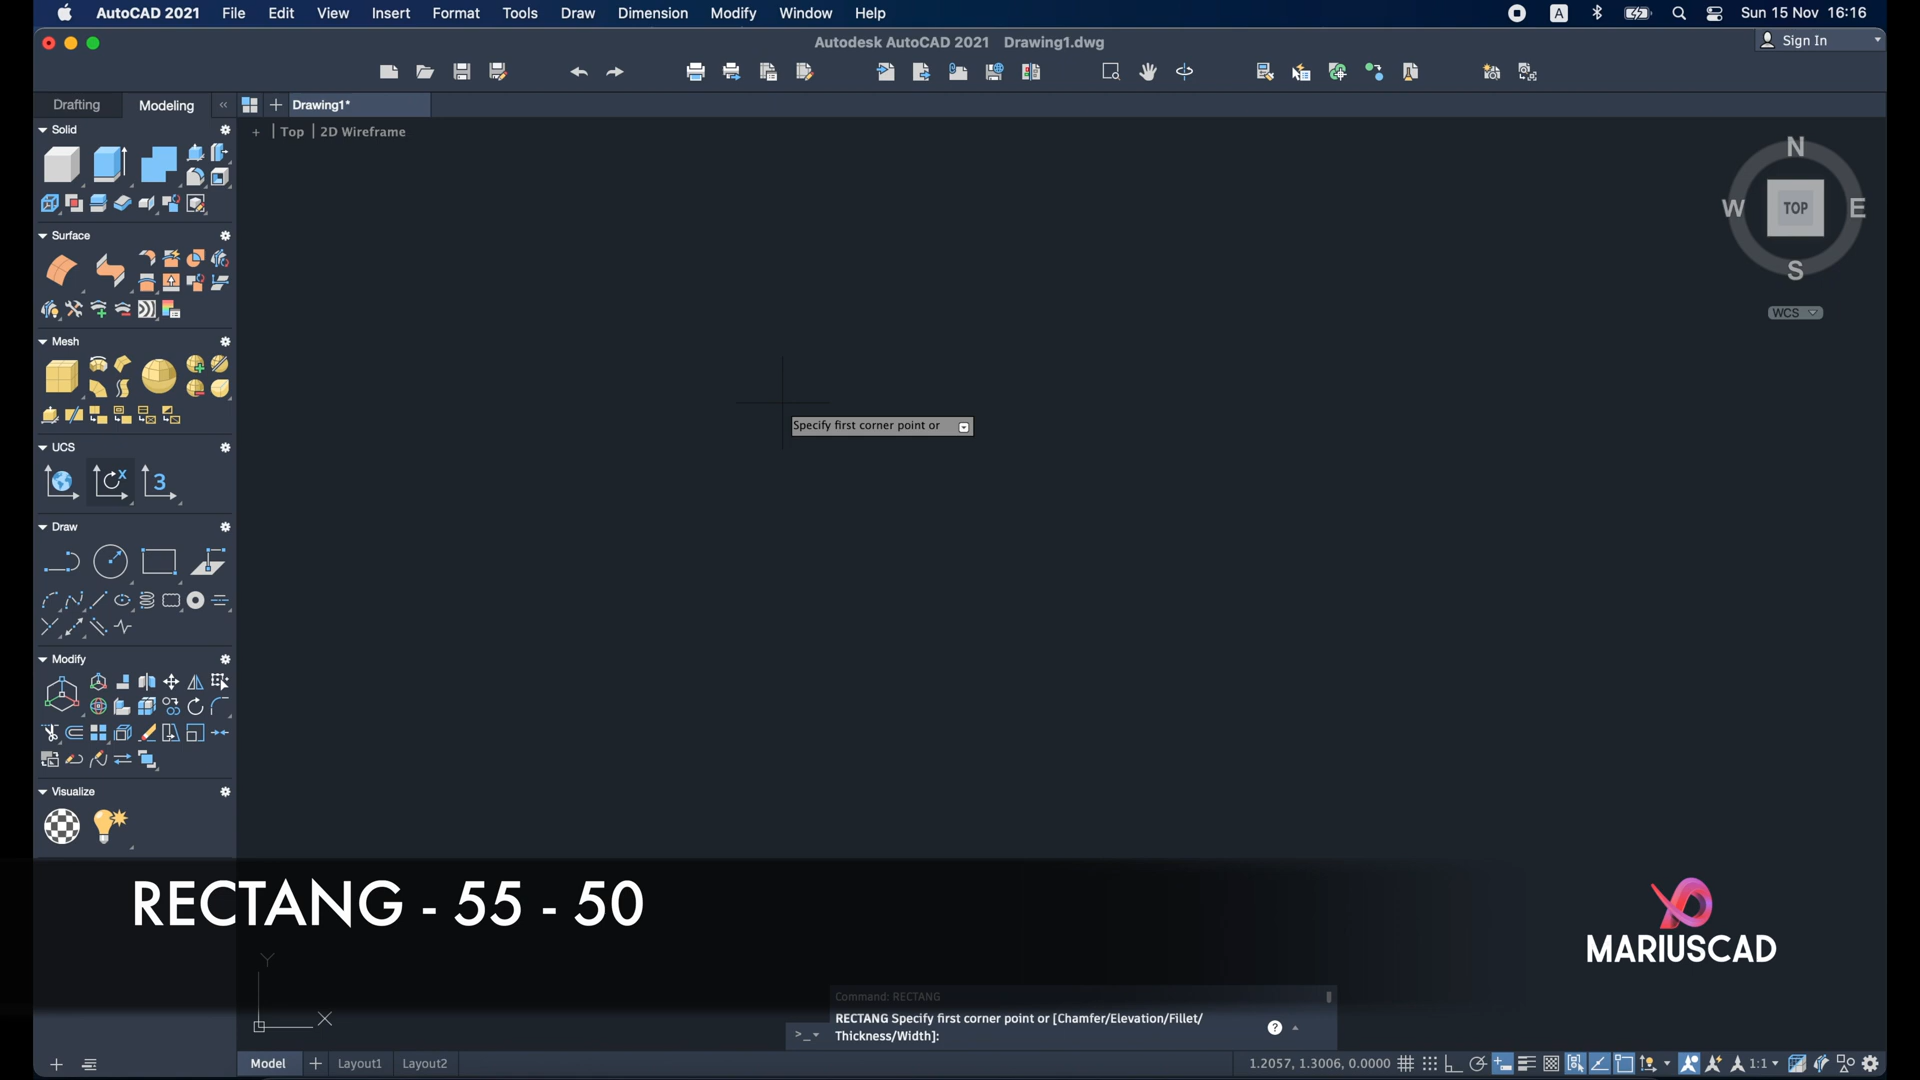 AutoCAD 2021 File Edit View Insert Format Tools Draw Dimension Modify Window Help A Sun 15 Nov 16:16
Autodesk AutoCAD 2021 Drawing1.dwg
Sign In
Drafting Modeling « + Drawing1*
Solid
+ | Top | 2D Wireframe
N
W TOP E
S
WCS
Surface
Mesh
Specify first corner point or
UCS
X
3
Draw
Modify
Visualize
RECTANG - 55 - 50
MARIUSCAD
Y
X
Command: RECTANG
RECTANG Specify first corner point or [Chamfer/Elevation/Fillet/
Thickness/Width]:
>_
?
Model + Layout1 Layout2 1.2057, 1.3006, 0.0000 1:1